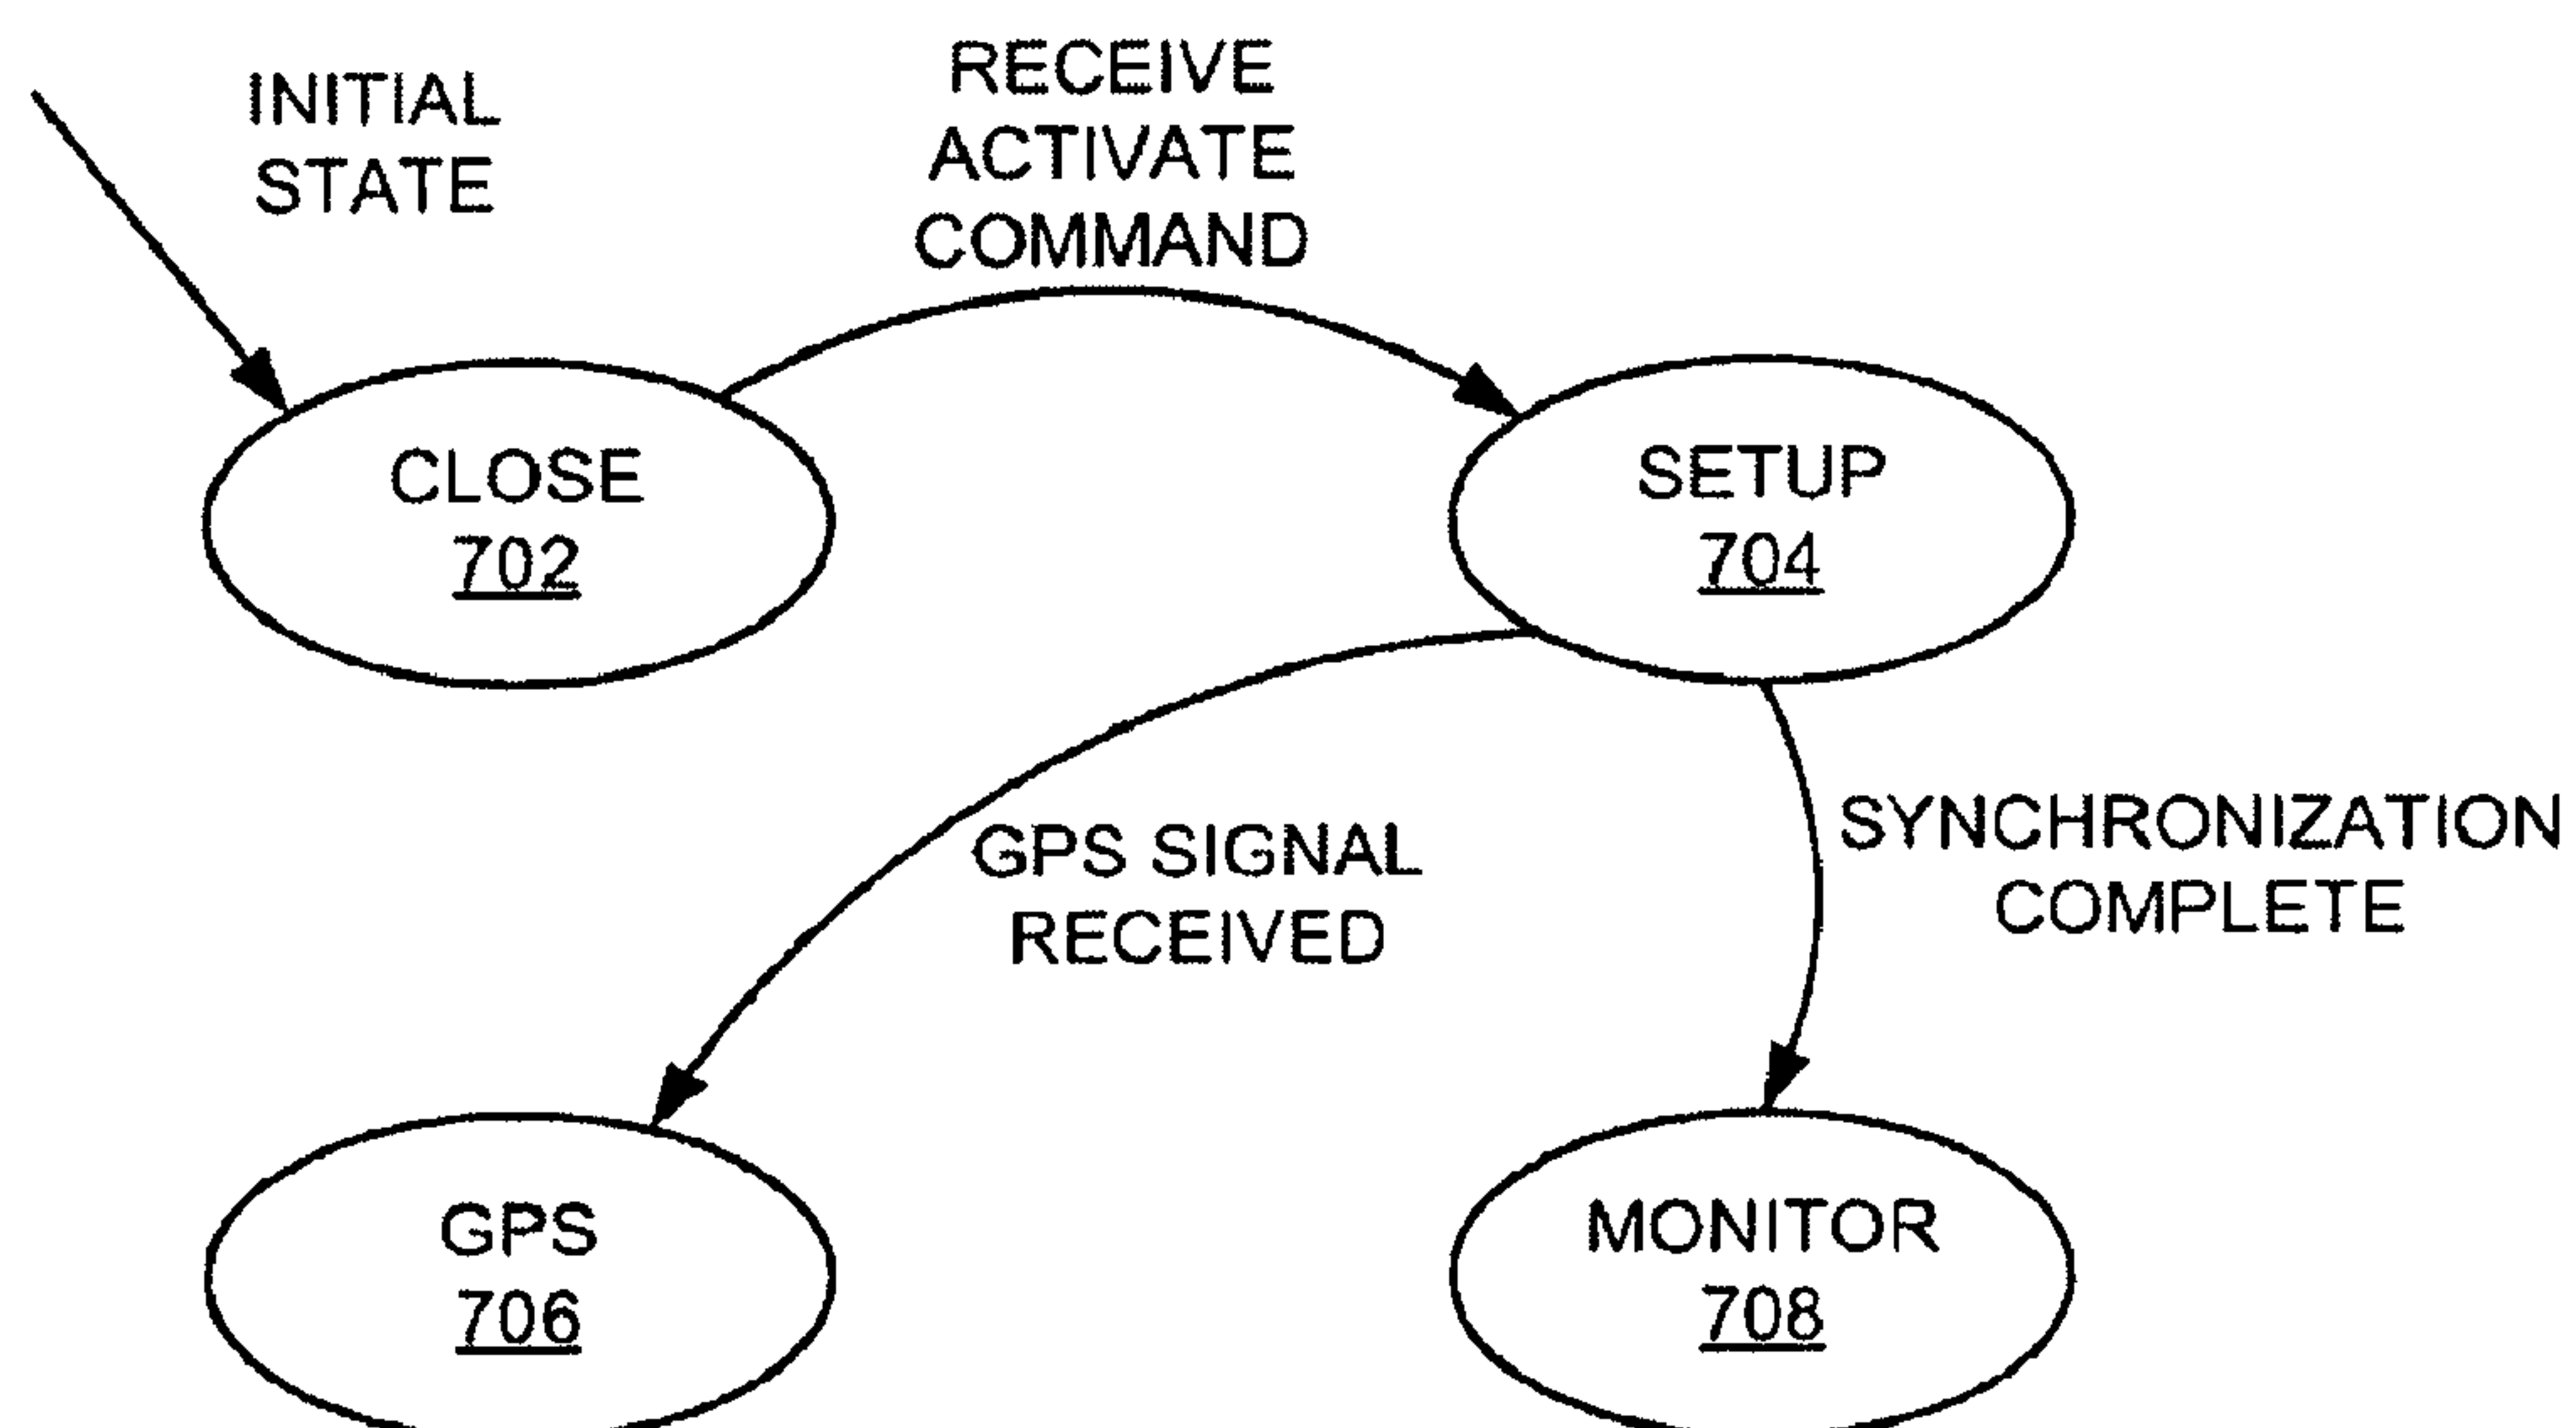 INITIAL
STATE
RECEIVE
ACTIVATE
COMMAND
CLOSE
702
SETUP
704
GPS SIGNAL
RECEIVED
SYNCHRONIZATION
COMPLETE
GPS
706
MONITOR
708